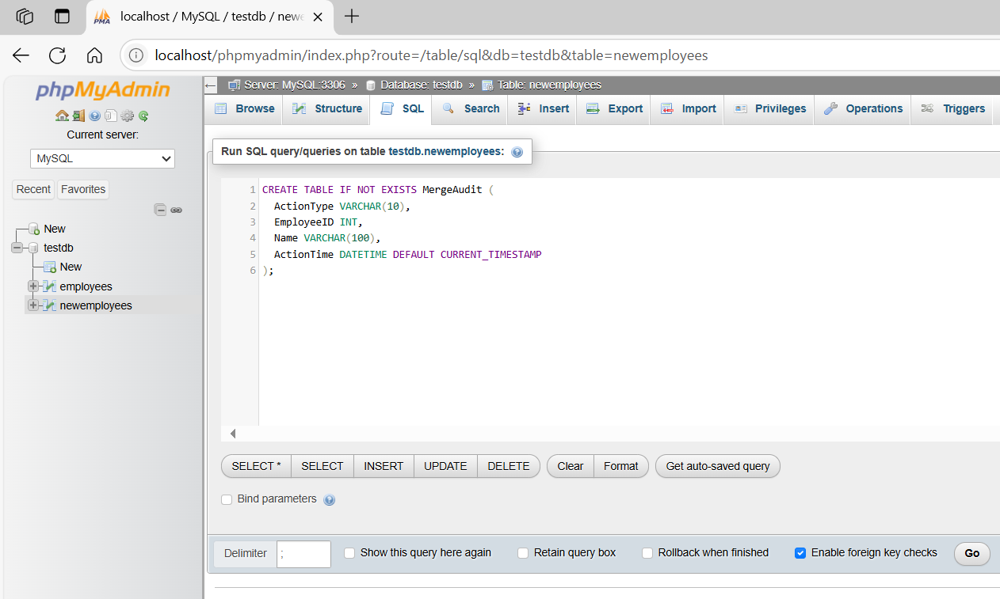 localhost / MySQL / testdb / newe
localhost/phpmyadmin/index.php?route=/table/sql&db=testdb&table=newemployees
phpMyAdmin
Current server:
MySQL
Recent Favorites
New
testdb
New
employees
newemployees
Server: MySQL:3306 » Database: testdb » Table: newemployees
Browse Structure SQL Search Insert Export Import Privileges Operations Triggers
Run SQL query/queries on table testdb.newemployees:
1 CREATE TABLE IF NOT EXISTS MergeAudit (
2 ActionType VARCHAR(10),
3 EmployeeID INT,
4 Name VARCHAR(100),
5 ActionTime DATETIME DEFAULT CURRENT_TIMESTAMP
6 );
SELECT * SELECT INSERT UPDATE DELETE Clear Format Get auto-saved query
Bind parameters
Delimiter ; Show this query here again Retain query box Rollback when finished Enable foreign key checks Go